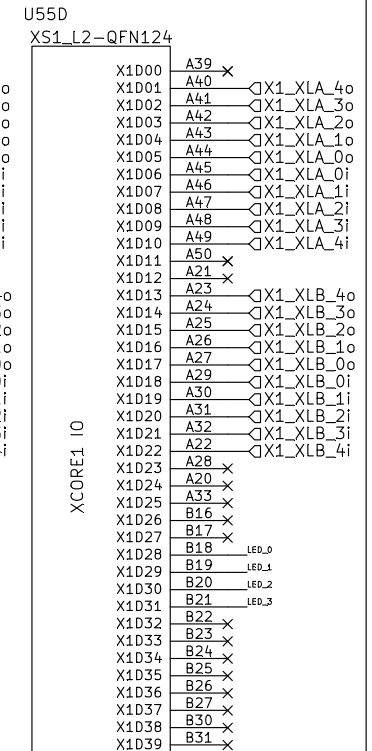 U55D
XS1_L2-QFN124
X1D00 A39
X1D01 A40 X1_XLA_4o
X1D02 A41 X1_XLA_3o
X1D03 A42 X1_XLA_2o
X1D04 A43 X1_XLA_1o
X1D05 A44 X1_XLA_0o
X1D06 A45 X1_XLA_0i
X1D07 A46 X1_XLA_1i
X1D08 A47 X1_XLA_2i
X1D09 A48 X1_XLA_3i
X1D10 A49 X1_XLA_4i
X1D11 A50
X1D12 A21
X1D13 A23 X1_XLB_4o
X1D14 A24 X1_XLB_3o
X1D15 A25 X1_XLB_2o
X1D16 A26 X1_XLB_1o
X1D17 A27 X1_XLB_0o
X1D18 A29 X1_XLB_0i
X1D19 A30 X1_XLB_1i
X1D20 A31 X1_XLB_2i
X1D21 A32 X1_XLB_3i
X1D22 A22 X1_XLB_4i
XCORE1 IO
X1D23 A28
X1D24 A20
X1D25 A33
X1D26 B16
X1D27 B17
X1D28 B18 LED_0
X1D29 B19 LED_1
X1D30 B20 LED_2
X1D31 B21 LED_3
X1D32 B22
X1D33 B23
X1D34 B24
X1D35 B25
X1D36 B26
X1D37 B27
X1D38 B30
X1D39 B31